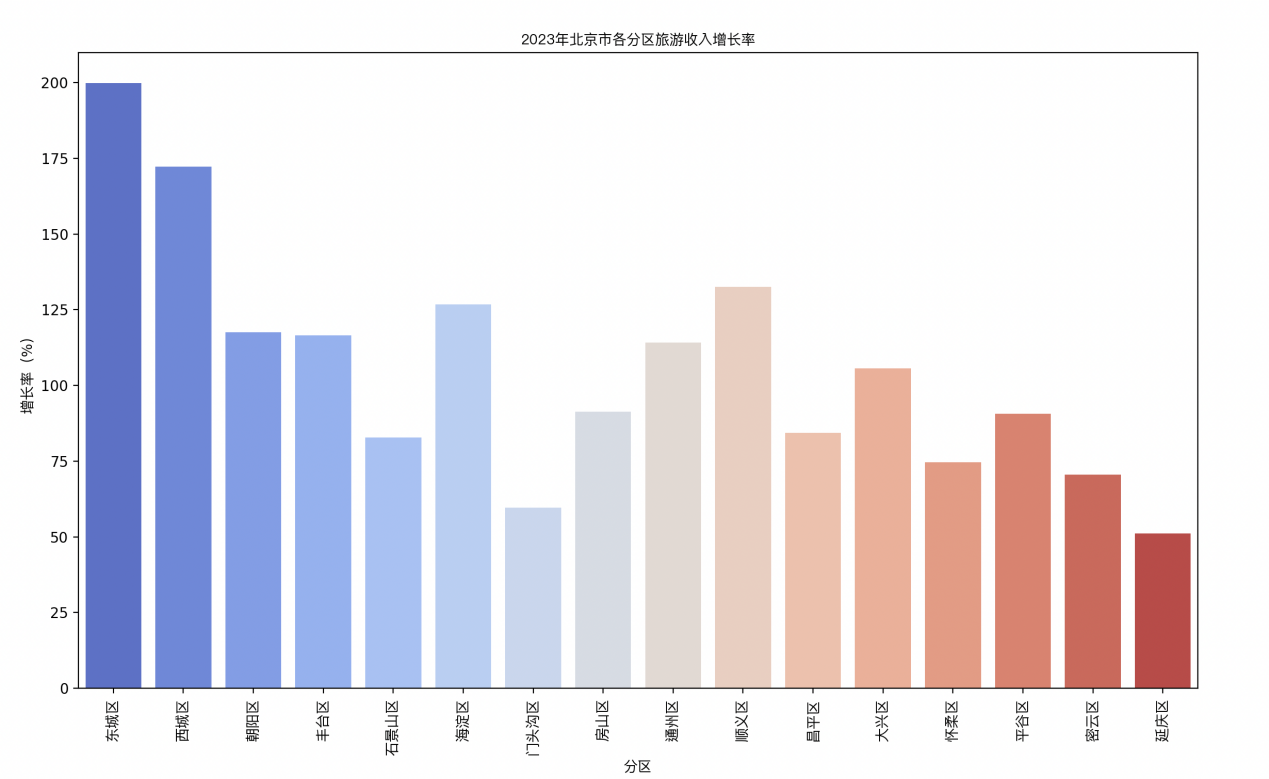 2023年北京市各分区旅游收入增长率
增长率（%）
200
175
150
125
100
75
50
25
0
东城区
西城区
朝阳区
丰台区
石景山区
海淀区
门头沟区
房山区
通州区
顺义区
昌平区
大兴区
怀柔区
平谷区
密云区
延庆区
分区